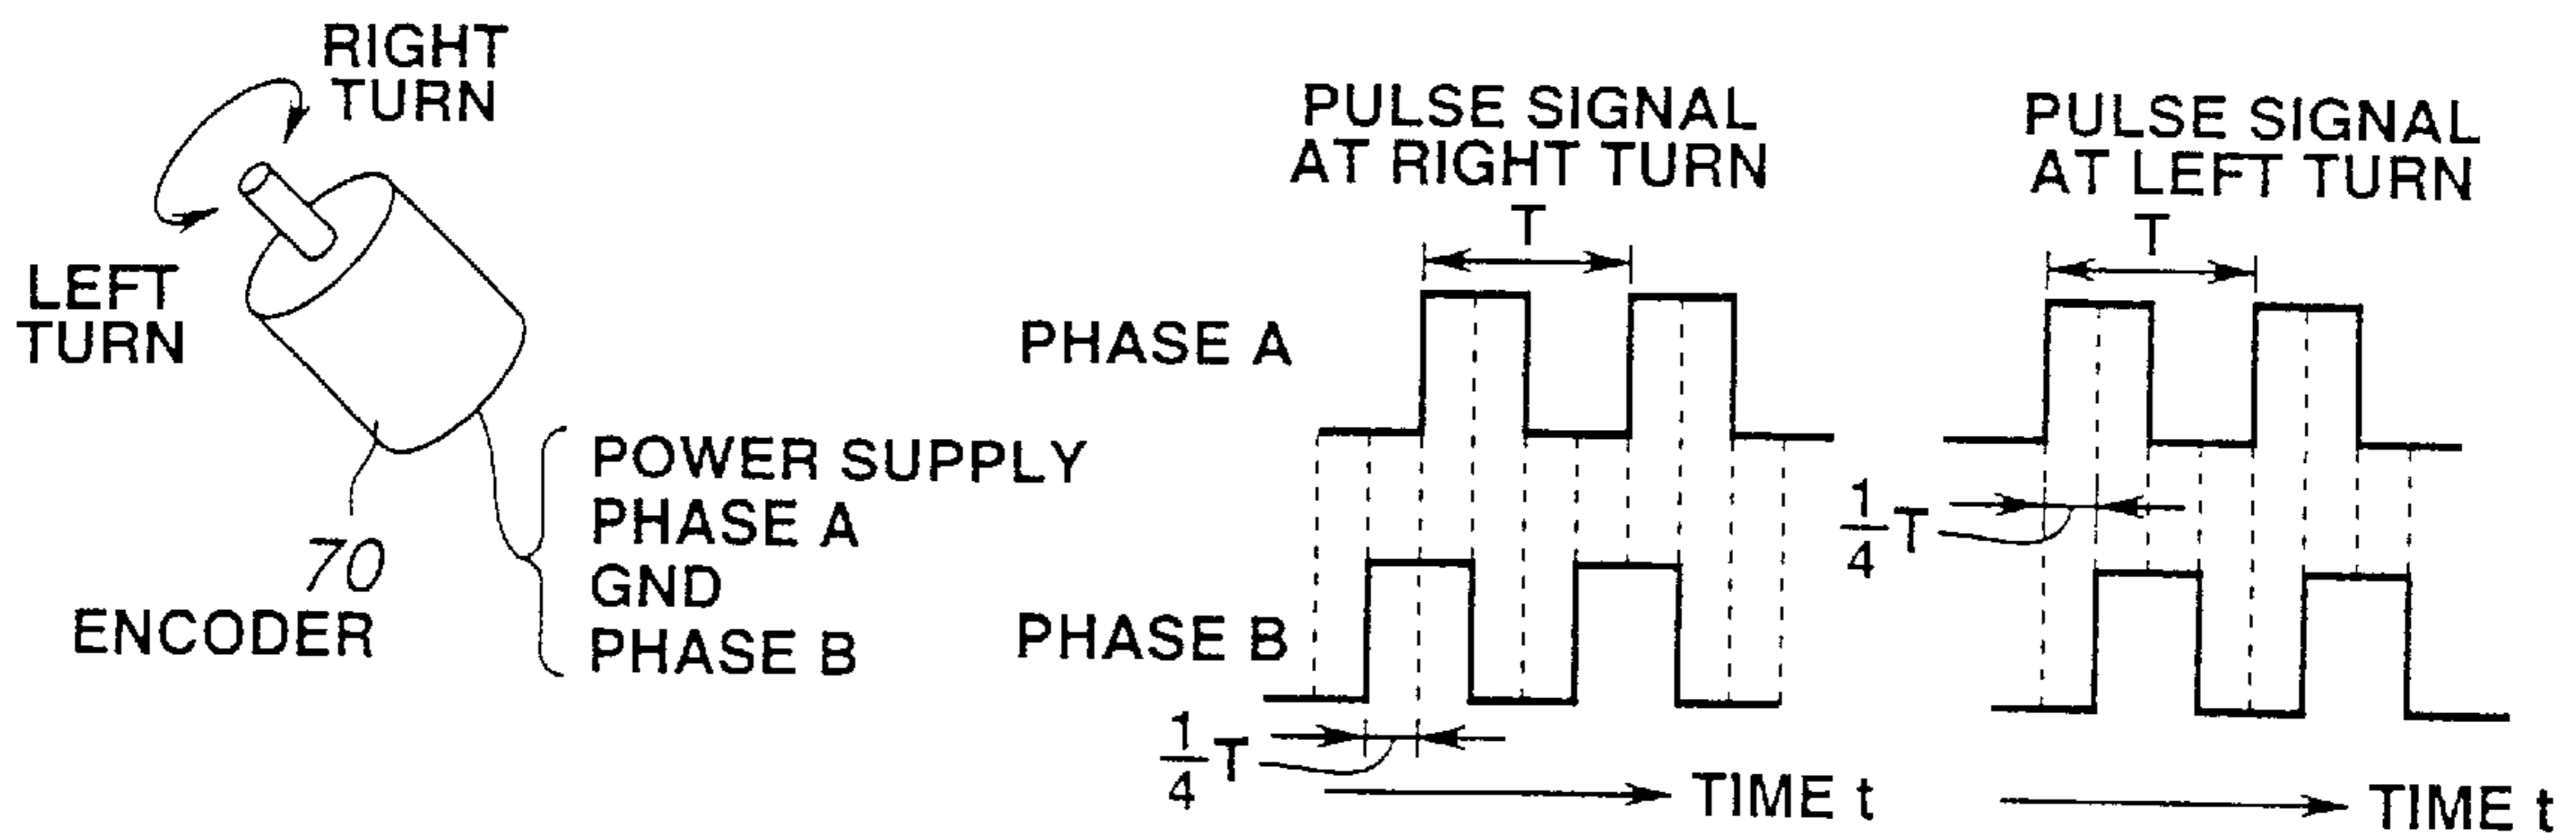 RIGHT
TURN
LEFT
TURN
70
ENCODER
POWER SUPPLY
PHASE A
GND
PHASE B
PULSE SIGNAL
AT RIGHT TURN
T
PHASE A
PHASE B
1/4 T
TIME t
PULSE SIGNAL
AT LEFT TURN
T
1/4 T
TIME t